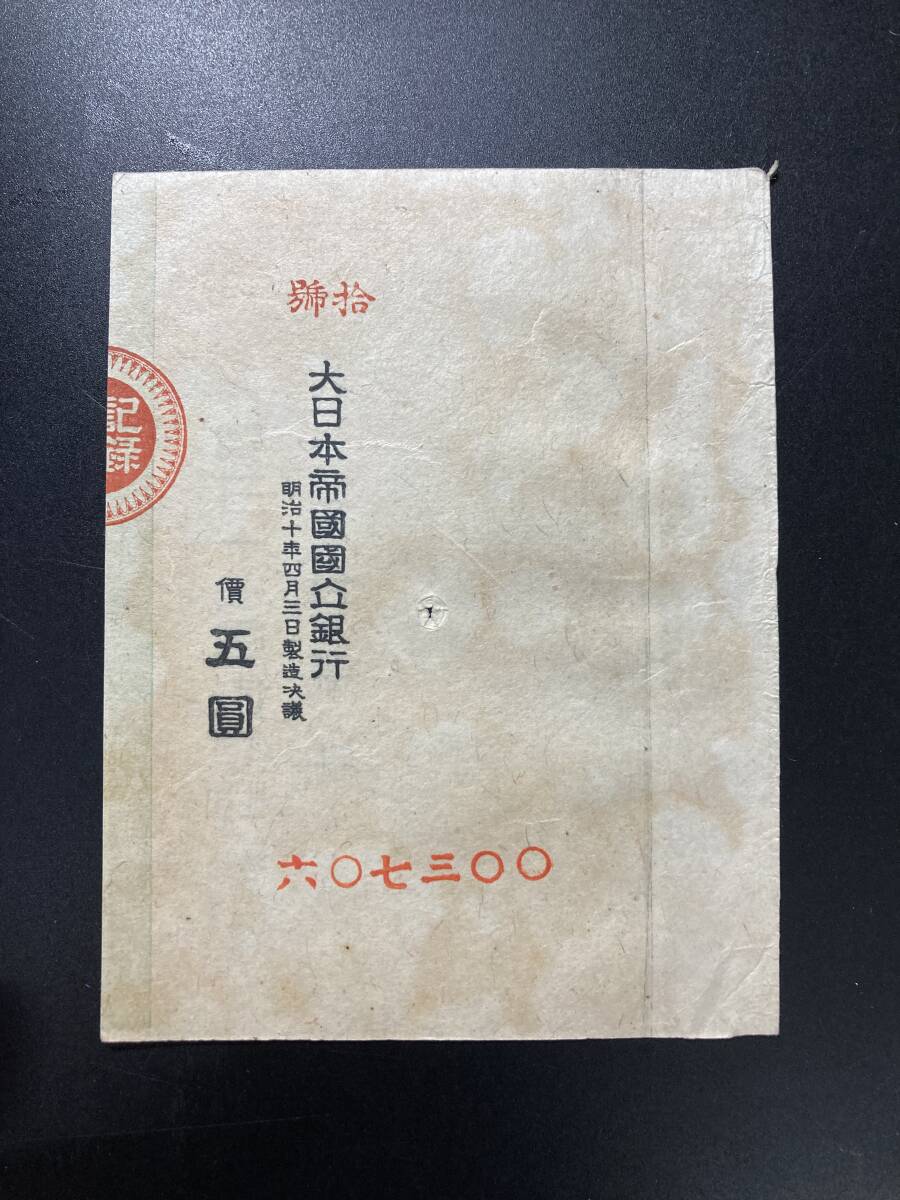 拾號
大日本帝國國立銀行
明治十年四月三日製造決議
價五圓
記録
〇〇三七〇六